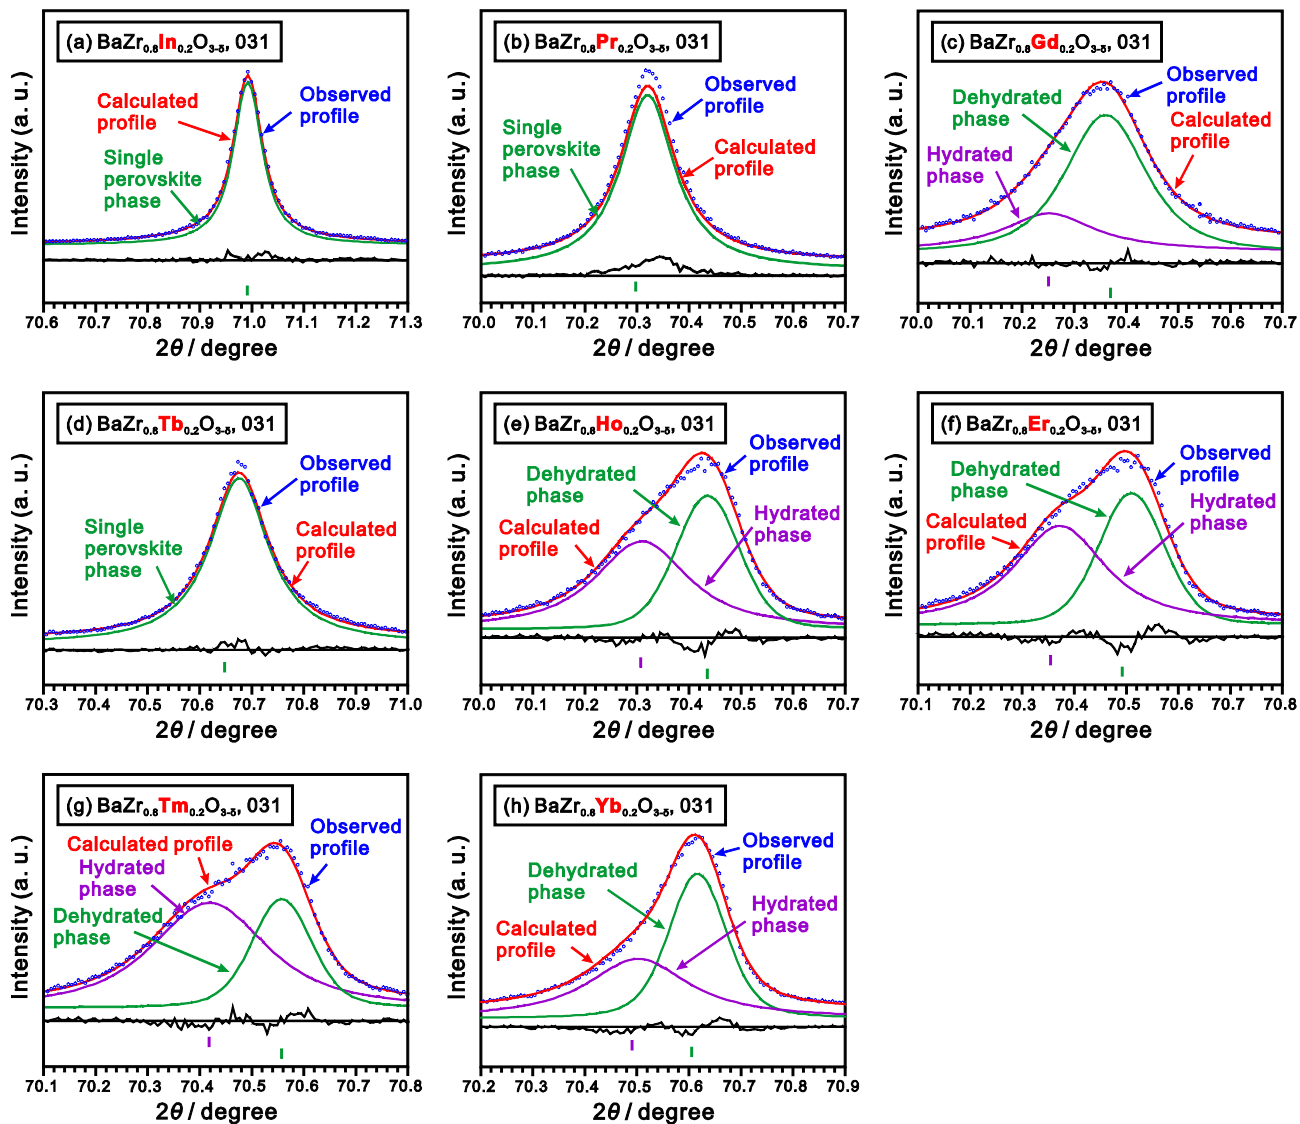 (a) BaZr0.8In0.2O3-δ, 031
Calculated
profile
Observed
profile
Single
perovskite
phase
Intensity (a. u.)
70.6 70.7 70.8 70.9 71.0 71.1 71.2 71.3
2θ / degree
(b) BaZr0.8Pr0.2O3-δ, 031
Observed
profile
Single
perovskite
phase
Calculated
profile
Intensity (a. u.)
70.0 70.1 70.2 70.3 70.4 70.5 70.6 70.7
2θ / degree
(c) BaZr0.8Gd0.2O3-δ, 031
Observed
profile
Dehydrated
phase
Calculated
profile
Hydrated
phase
Intensity (a. u.)
70.0 70.1 70.2 70.3 70.4 70.5 70.6 70.7
2θ / degree
(d) BaZr0.8Tb0.2O3-δ, 031
Observed
profile
Single
perovskite
phase
Calculated
profile
Intensity (a. u.)
70.3 70.4 70.5 70.6 70.7 70.8 70.9 71.0
2θ / degree
(e) BaZr0.8Ho0.2O3-δ, 031
Observed
profile
Dehydrated
phase
Hydrated
phase
Calculated
profile
Intensity (a. u.)
70.0 70.1 70.2 70.3 70.4 70.5 70.6 70.7
2θ / degree
(f) BaZr0.8Er0.2O3-δ, 031
Observed
profile
Dehydrated
phase
Hydrated
phase
Calculated
profile
Intensity (a. u.)
70.1 70.2 70.3 70.4 70.5 70.6 70.7 70.8
2θ / degree
(g) BaZr0.8Tm0.2O3-δ, 031
Observed
profile
Calculated profile
Hydrated
phase
Dehydrated
phase
Intensity (a. u.)
70.1 70.2 70.3 70.4 70.5 70.6 70.7 70.8
2θ / degree
(h) BaZr0.8Yb0.2O3-δ, 031
Observed
profile
Dehydrated
phase
Hydrated
phase
Calculated
profile
Intensity (a. u.)
70.2 70.3 70.4 70.5 70.6 70.7 70.8 70.9
2θ / degree